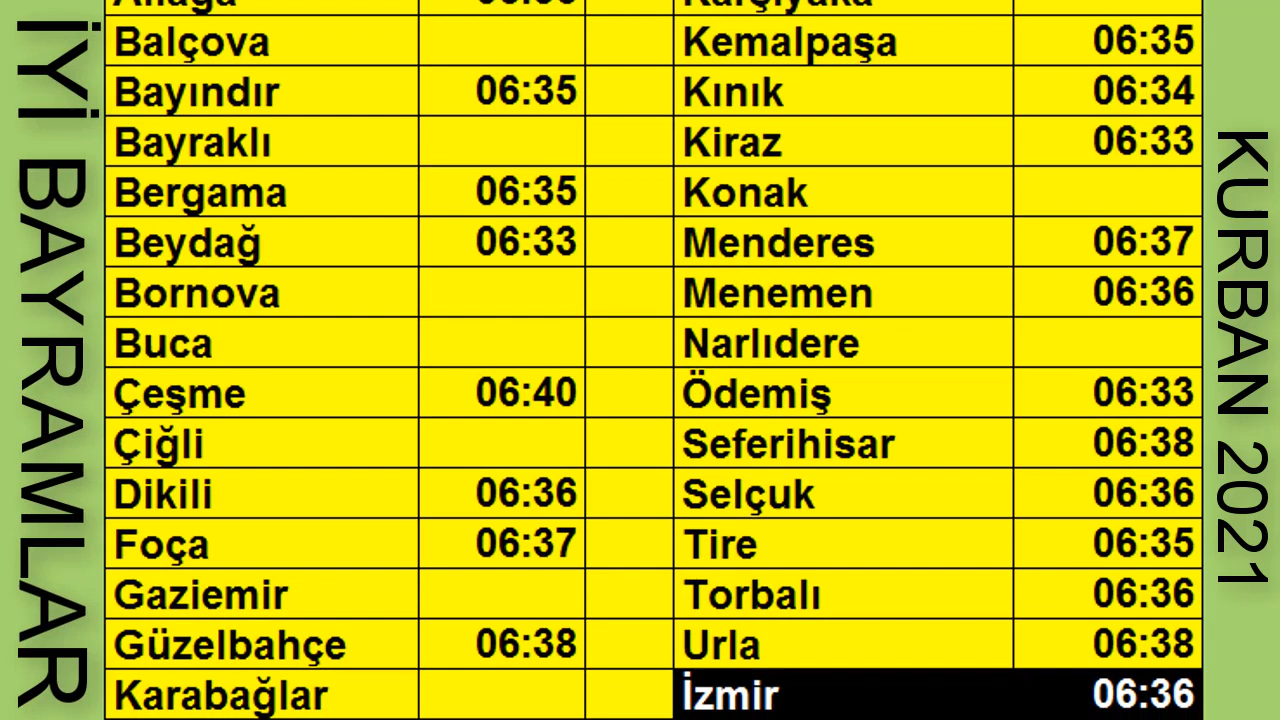 İYİ BAYRAMLAR
Karşıyaka
Balçova Kemalpaşa 06:35
Bayındır 06:35 Kınık 06:34
Bayraklı Kiraz 06:33
Bergama 06:35 Konak
Beydağ 06:33 Menderes 06:37
Bornova Menemen 06:36
Buca Narlıdere
Çeşme 06:40 Ödemiş 06:33
Çiğli Seferihisar 06:38
Dikili 06:36 Selçuk 06:36
Foça 06:37 Tire 06:35
Gaziemir Torbalı 06:36
Güzelbahçe 06:38 Urla 06:38
Karabağlar İzmir 06:36
KURBAN 2021